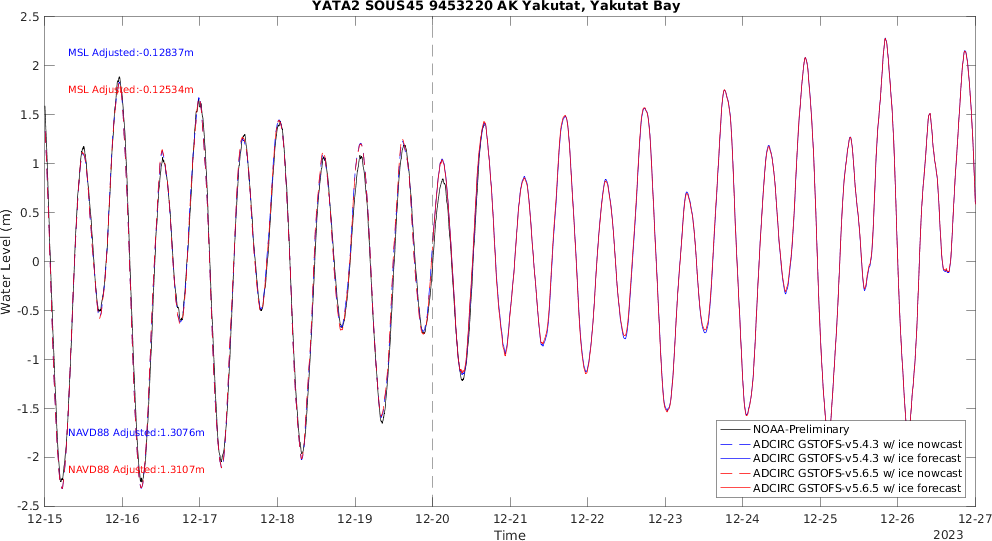 YATA2 SOUS45 9453220 AK Yakutat, Yakutat Bay
2.5
2
1.5
1
0.5
0
-0.5
-1
-1.5
-2
-2.5
Water Level (m)
MSL Adjusted:-0.12837m
MSL Adjusted:-0.12534m
NAVD88 Adjusted:1.3076m
NAVD88 Adjusted:1.3107m
NOAA-Preliminary
ADCIRC GSTOFS-v5.4.3 w/ ice nowcast
ADCIRC GSTOFS-v5.4.3 w/ ice forecast
ADCIRC GSTOFS-v5.6.5 w/ ice nowcast
ADCIRC GSTOFS-v5.6.5 w/ ice forecast
12-15 12-16 12-17 12-18 12-19 12-20 12-21 12-22 12-23 12-24 12-25 12-26 12-27
Time
2023